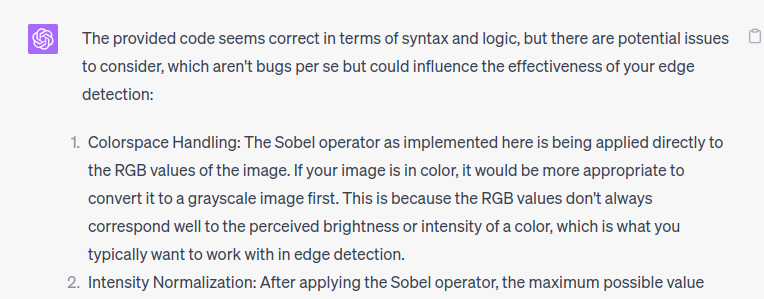 The provided code seems correct in terms of syntax and logic, but there are potential issues
to consider, which aren't bugs per se but could influence the effectiveness of your edge
detection:
1. Colorspace Handling: The Sobel operator as implemented here is being applied directly to
the RGB values of the image. If your image is in color, it would be more appropriate to
convert it to a grayscale image first. This is because the RGB values don't always
correspond well to the perceived brightness or intensity of a color, which is what you
typically want to work with in edge detection.
2. Intensity Normalization: After applying the Sobel operator, the maximum possible value